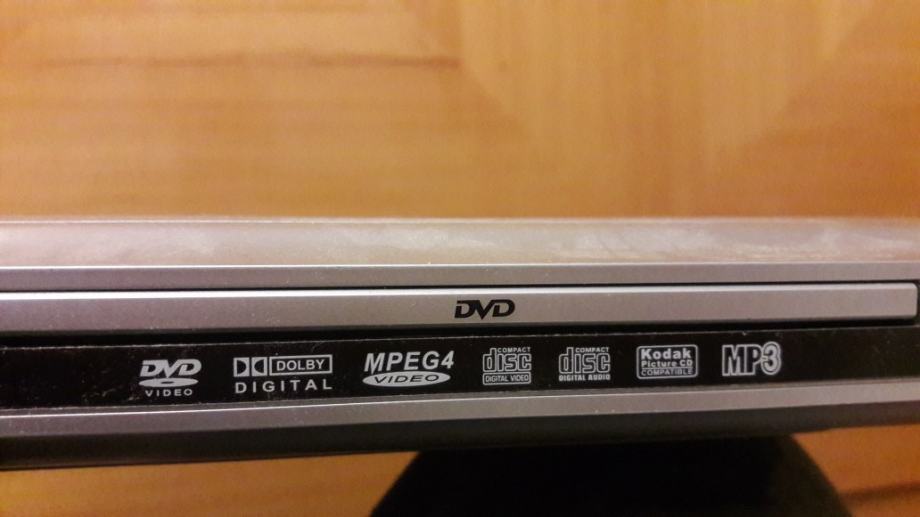 DVD
DVD VIDEO
DOLBY DIGITAL
MPEG4 VIDEO
COMPACT disc DIGITAL VIDEO
COMPACT disc DIGITAL AUDIO
Kodak Picture CD COMPATIBLE
MP3